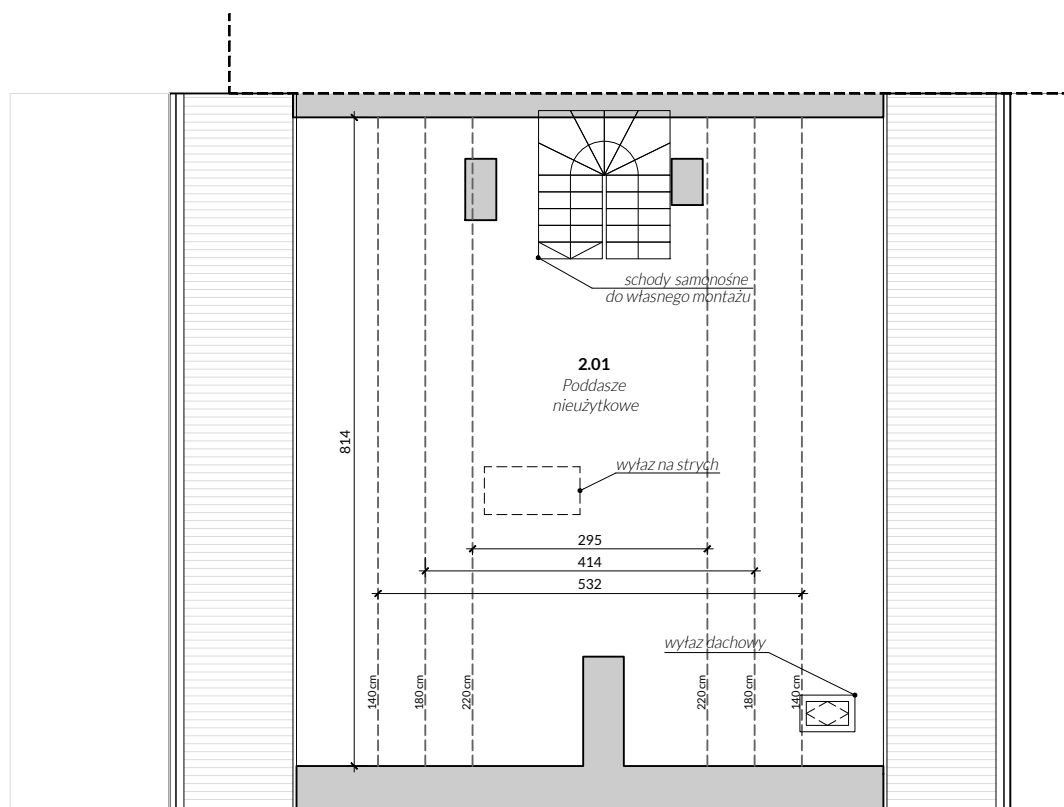 schody samonośne
do własnego montażu
2.01
Poddasze
nieużytkowe
814
wyłaz na strych
295
414
532
wyłaz dachowy
140 cm
180 cm
220 cm
220 cm
180 cm
140 cm